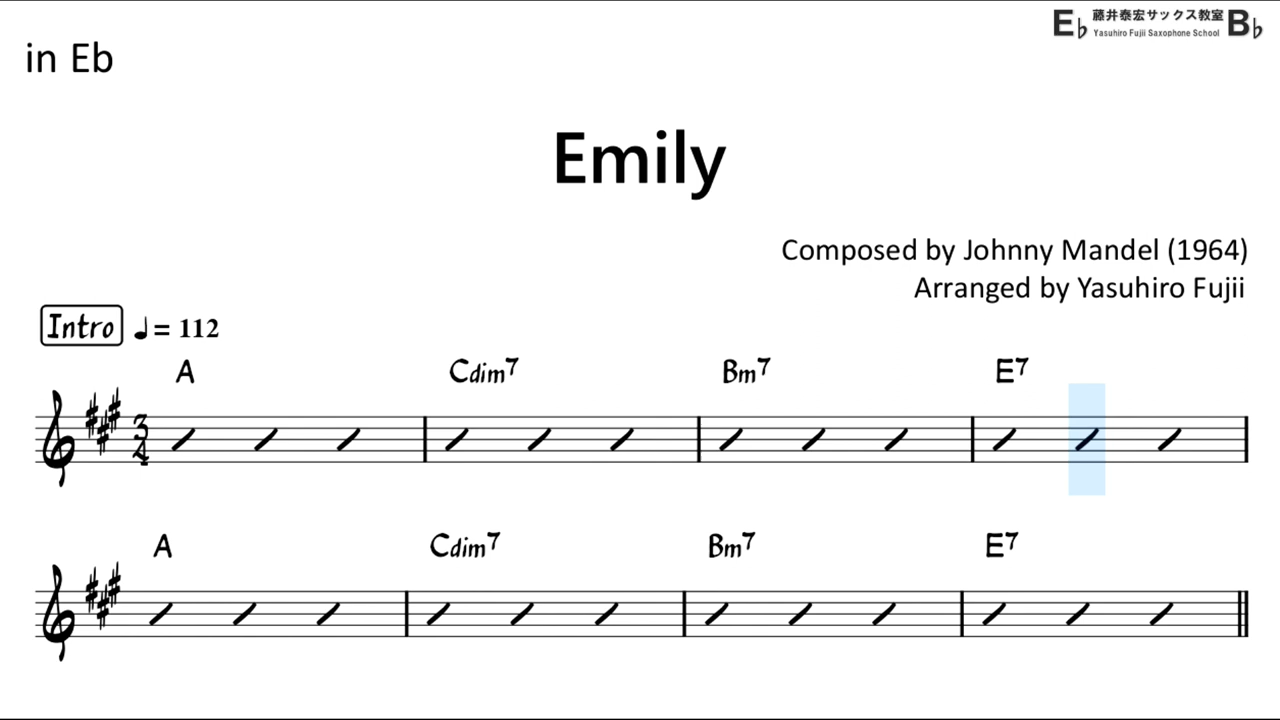 E♭ 藤井泰宏サックス教室 B♭
Yasuhiro Fujii Saxophone School
in Eb
Emily
Composed by Johnny Mandel (1964)
Arranged by Yasuhiro Fujii
Intro ♩= 112
A Cdim7 Bm7 E7
3
4
A Cdim7 Bm7 E7